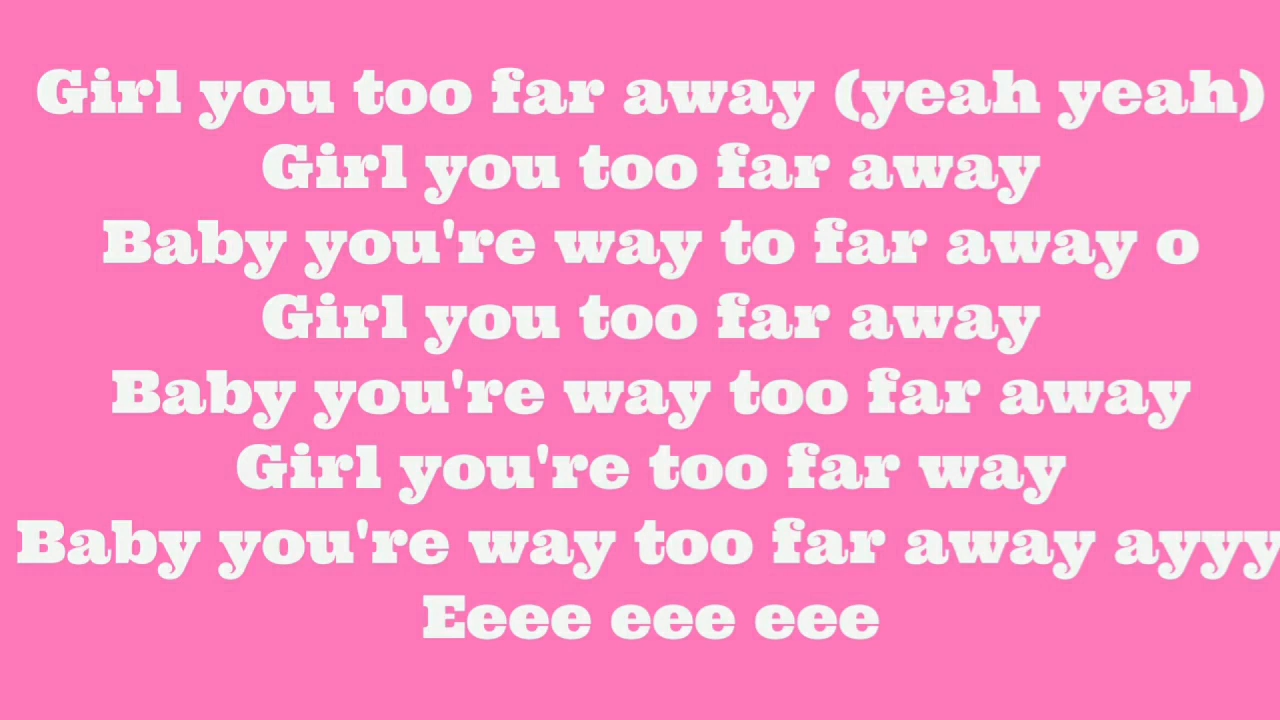 Girl you too far away (yeah yeah)
Girl you too far away
Baby you're way to far away o
Girl you too far away
Baby you're way too far away
Girl you're too far way
Baby you're way too far away ayyy
Eeee eee eee